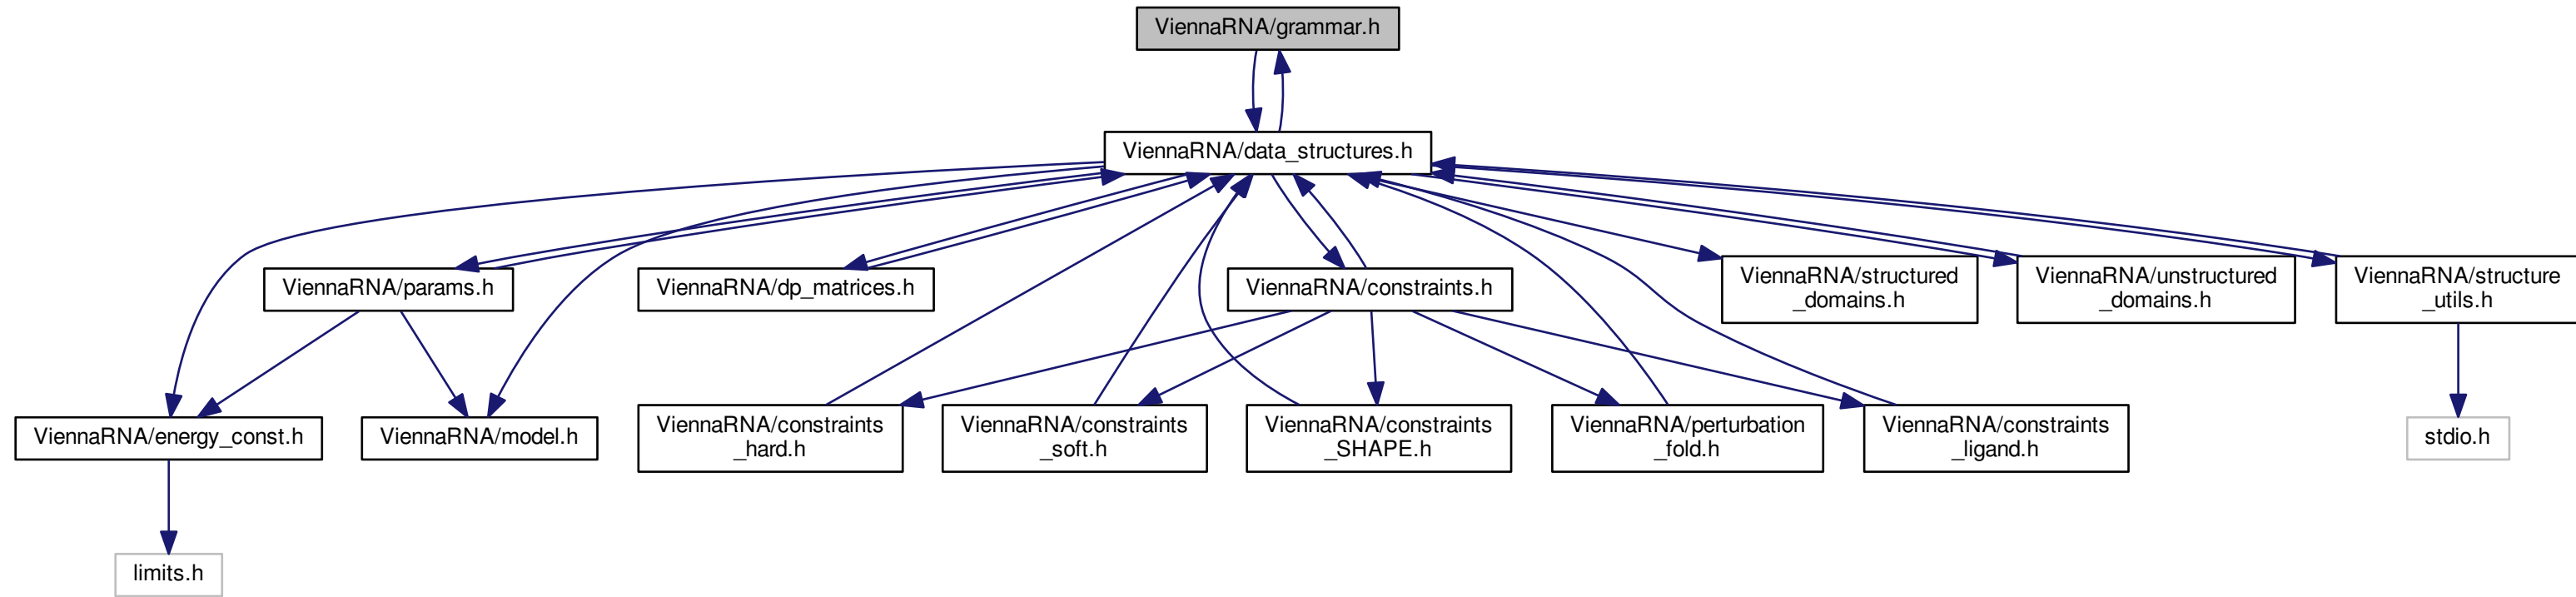 ViennaRNA/grammar.h
ViennaRNA/data_structures.h
ViennaRNA/params.h
ViennaRNA/dp_matrices.h
ViennaRNA/constraints.h
ViennaRNA/structured
_domains.h
ViennaRNA/unstructured
_domains.h
ViennaRNA/structure
_utils.h
ViennaRNA/energy_const.h
ViennaRNA/model.h
ViennaRNA/constraints
_hard.h
ViennaRNA/constraints
_soft.h
ViennaRNA/constraints
_SHAPE.h
ViennaRNA/perturbation
_fold.h
ViennaRNA/constraints
_ligand.h
stdio.h
limits.h